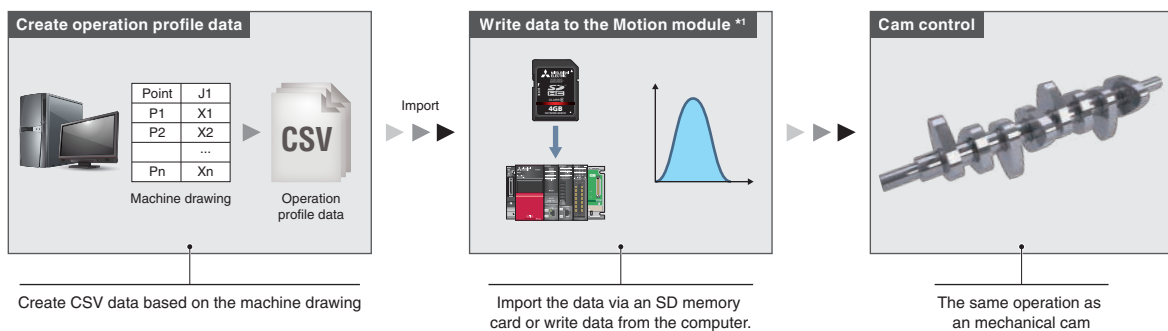 Create operation profile data
Point J1
P1 X1
P2 X2
...
Pn Xn
Machine drawing
CSV
Operation
profile data
Create CSV data based on the machine drawing
Import
Write data to the Motion module *1
4GB
Import the data via an SD memory
card or write data from the computer.
Cam control
The same operation as
an mechanical cam